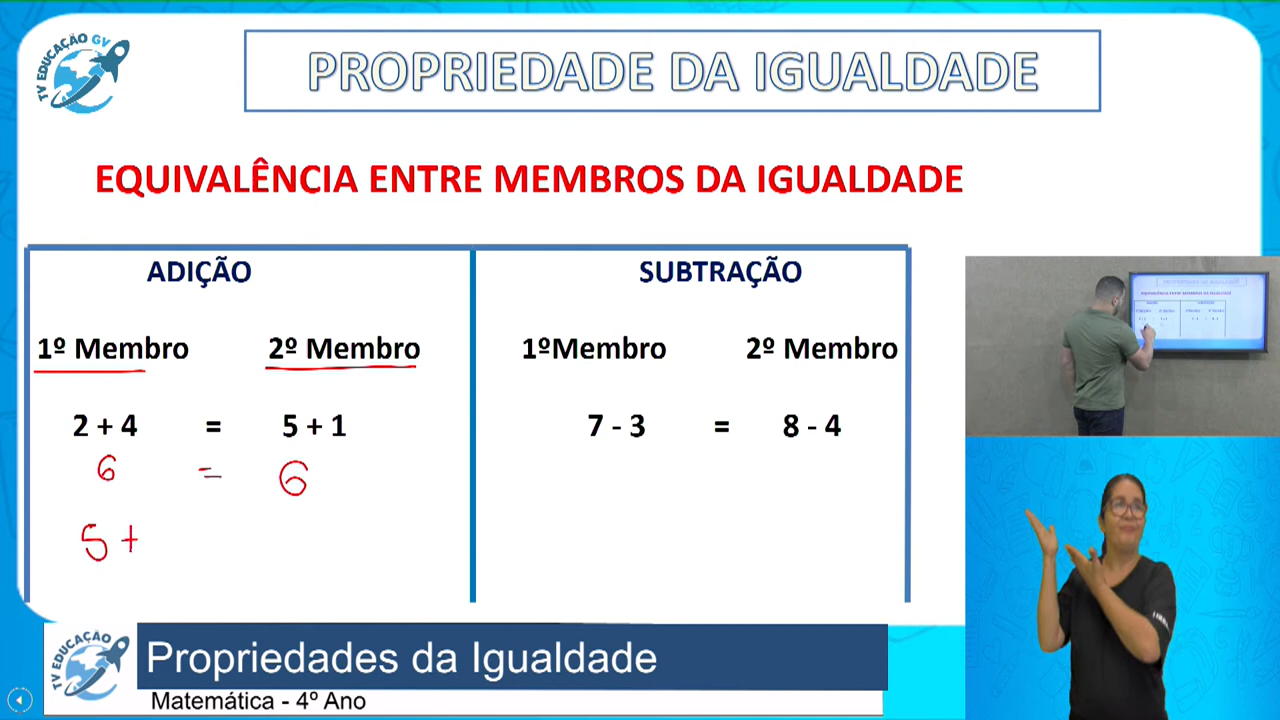 TV EDUCAÇÃO GV
PROPRIEDADE DA IGUALDADE
EQUIVALÊNCIA ENTRE MEMBROS DA IGUALDADE
ADIÇÃO
1º Membro 2º Membro
2 + 4 = 5 + 1
6 = 6
5 +
SUBTRAÇÃO
1ºMembro 2º Membro
7 - 3 = 8 - 4
TV EDUCAÇÃO
Propriedades da Igualdade
Matemática - 4º Ano